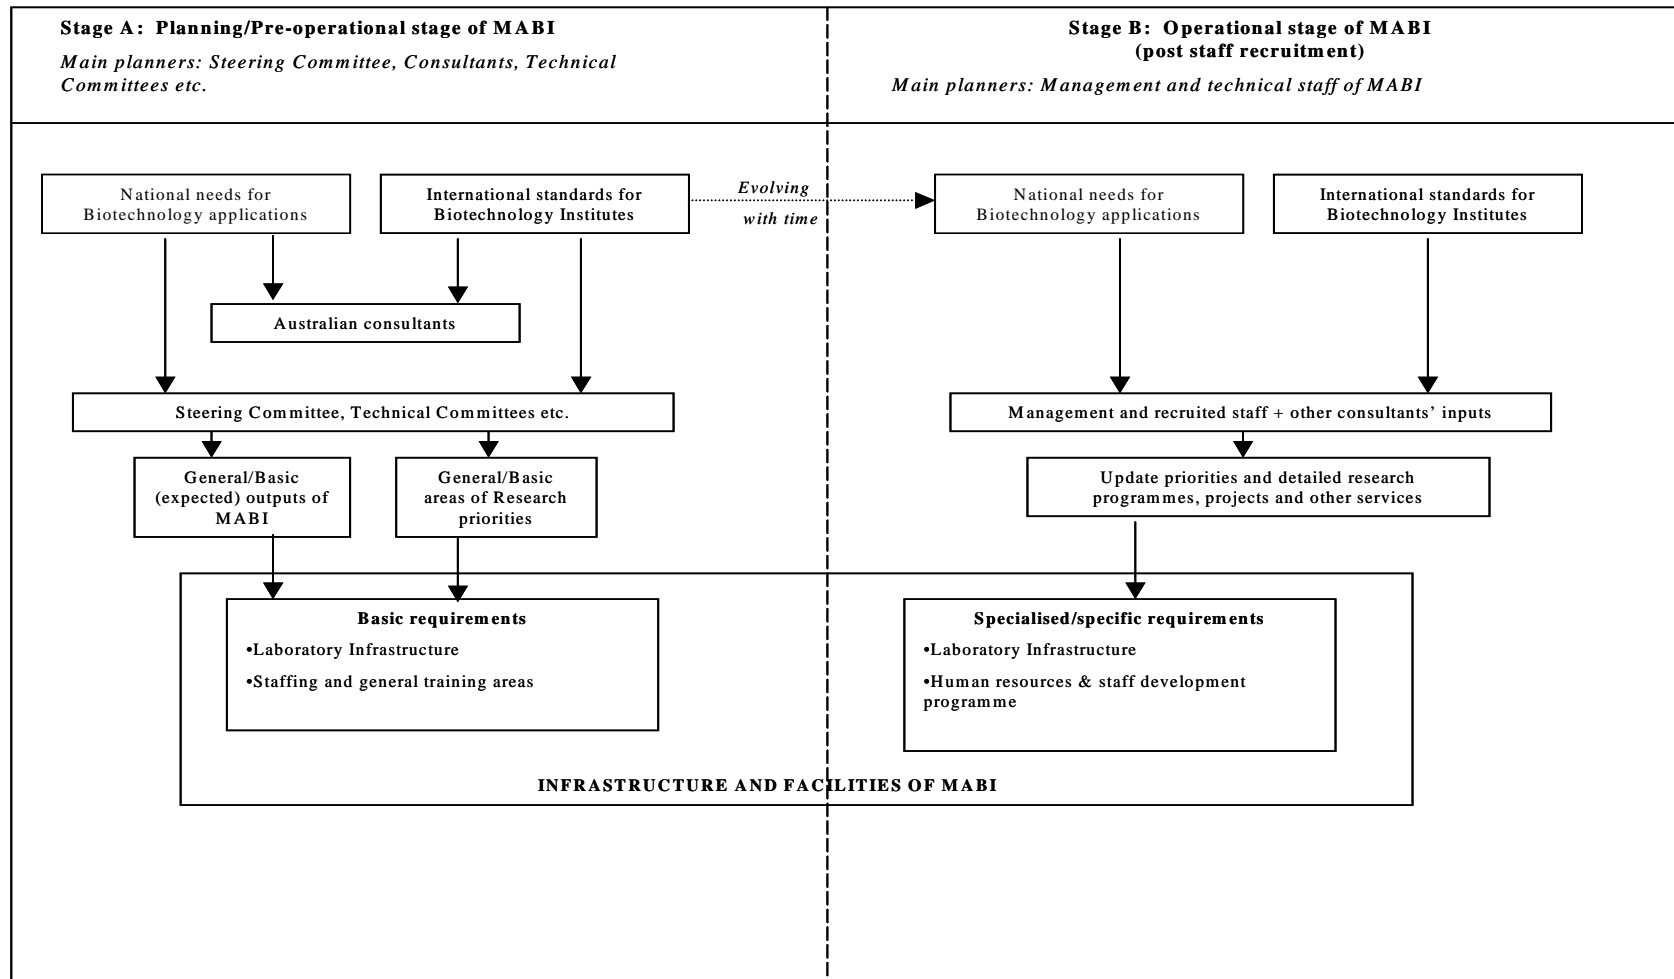 Stage A: Planning/Pre-operational stage of MABI
Main planners: Steering Committee, Consultants, Technical
Committees etc.
Stage B: Operational stage of MABI
(post staff recruitment)
Main planners: Management and technical staff of MABI
National needs for
Biotechnology applications
International standards for
Biotechnology Institutes
Evolving
with time
National needs for
Biotechnology applications
International standards for
Biotechnology Institutes
Australian consultants
Steering Committee, Technical Committees etc.
Management and recruited staff + other consultants’ inputs
General/Basic
(expected) outputs of
MABI
General/Basic
areas of Research
priorities
Update priorities and detailed research
programmes, projects and other services
Basic requirements
•Laboratory Infrastructure
•Staffing and general training areas
Specialised/specific requirements
•Laboratory Infrastructure
•Human resources & staff development
programme
INFRASTRUCTURE AND FACILITIES OF MABI